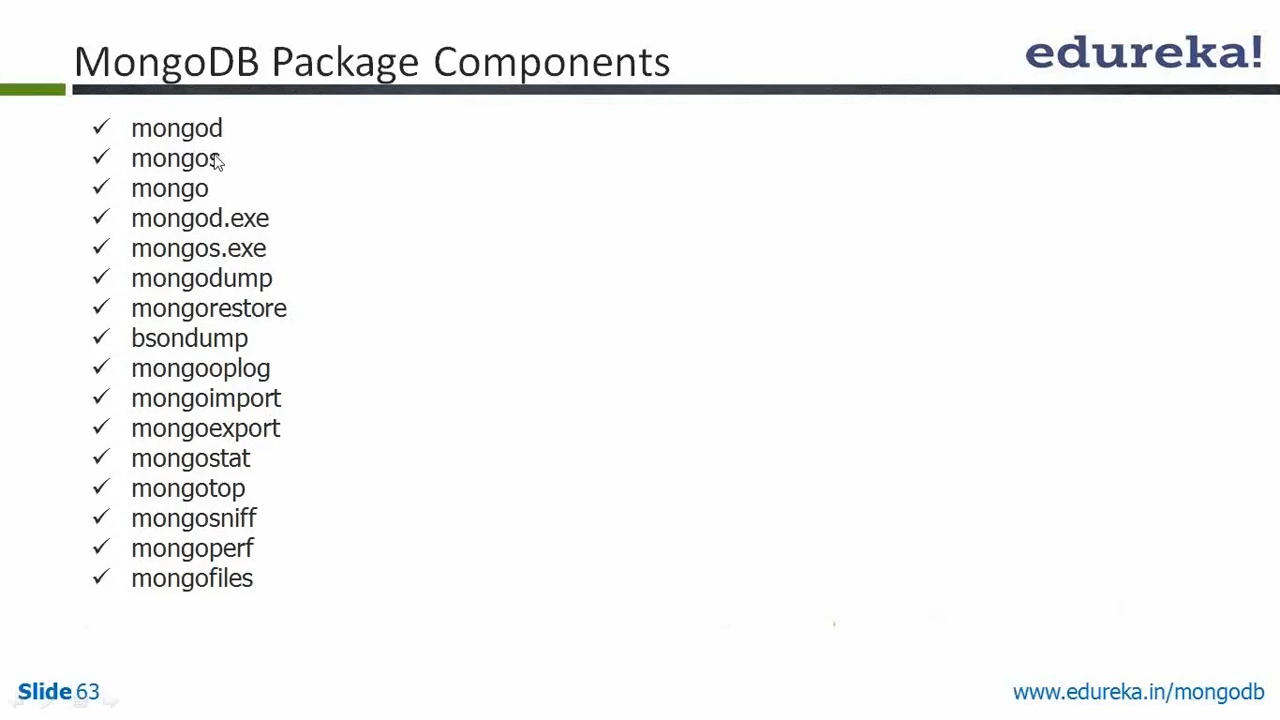 MongoDB Package Components
edureka!
✓ mongod
✓ mongos
✓ mongo
✓ mongod.exe
✓ mongos.exe
✓ mongodump
✓ mongorestore
✓ bsondump
✓ mongooplog
✓ mongoimport
✓ mongoexport
✓ mongostat
✓ mongotop
✓ mongosniff
✓ mongoperf
✓ mongofiles
Slide 63
www.edureka.in/mongodb